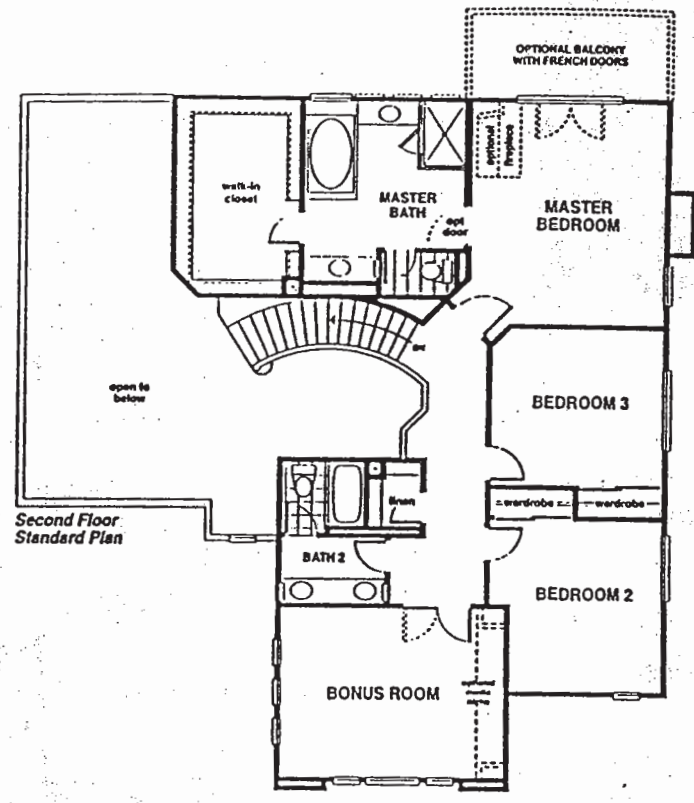 OPTIONAL BALCONY
WITH FRENCH DOORS
optional
fireplace
walk-in
closet
MASTER
BATH
opt
door
MASTER
BEDROOM
open to
below
BEDROOM 3
linen
wardrobe
wardrobe
Second Floor
Standard Plan
BATH 2
BEDROOM 2
BONUS ROOM
optional